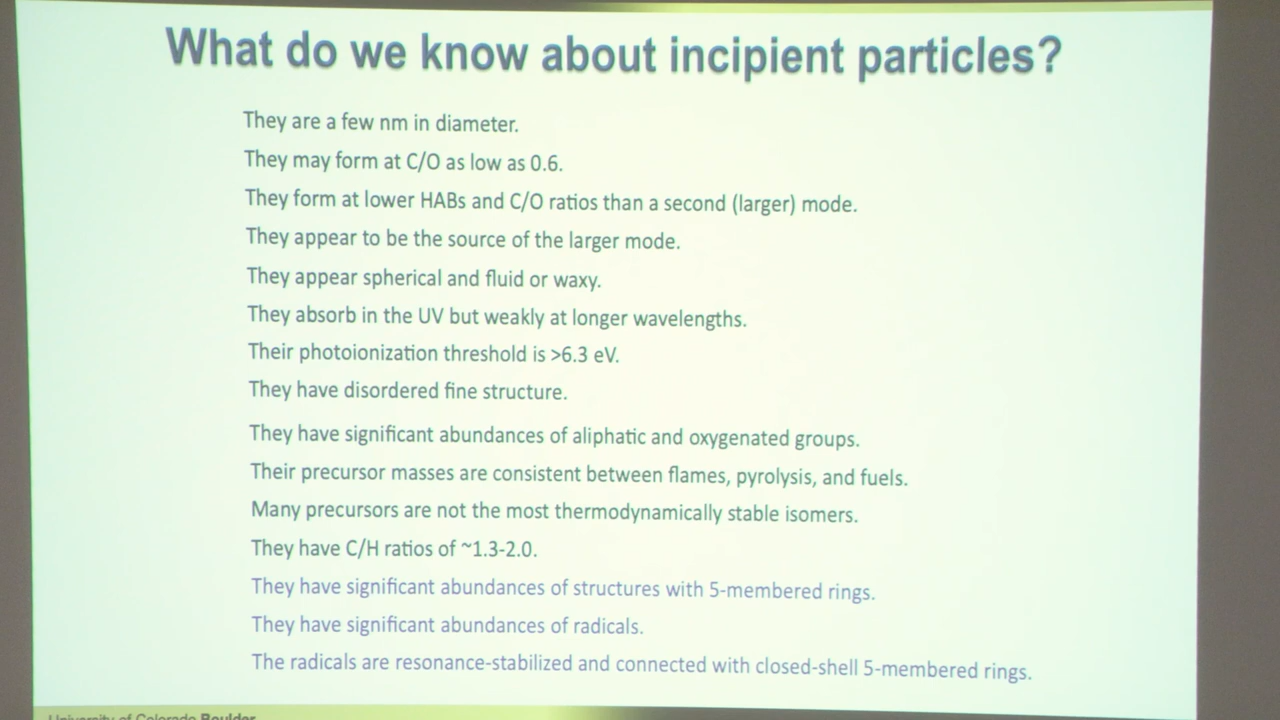 What do we know about incipient particles?
They are a few nm in diameter.
They may form at C/O as low as 0.6.
They form at lower HABs and C/O ratios than a second (larger) mode.
They appear to be the source of the larger mode.
They appear spherical and fluid or waxy.
They absorb in the UV but weakly at longer wavelengths.
Their photoionization threshold is >6.3 eV.
They have disordered fine structure.
They have significant abundances of aliphatic and oxygenated groups.
Their precursor masses are consistent between flames, pyrolysis, and fuels.
Many precursors are not the most thermodynamically stable isomers.
They have C/H ratios of ~1.3-2.0.
They have significant abundances of structures with 5-membered rings.
They have significant abundances of radicals.
The radicals are resonance-stabilized and connected with closed-shell 5-membered rings.
University of Colorado Boulder